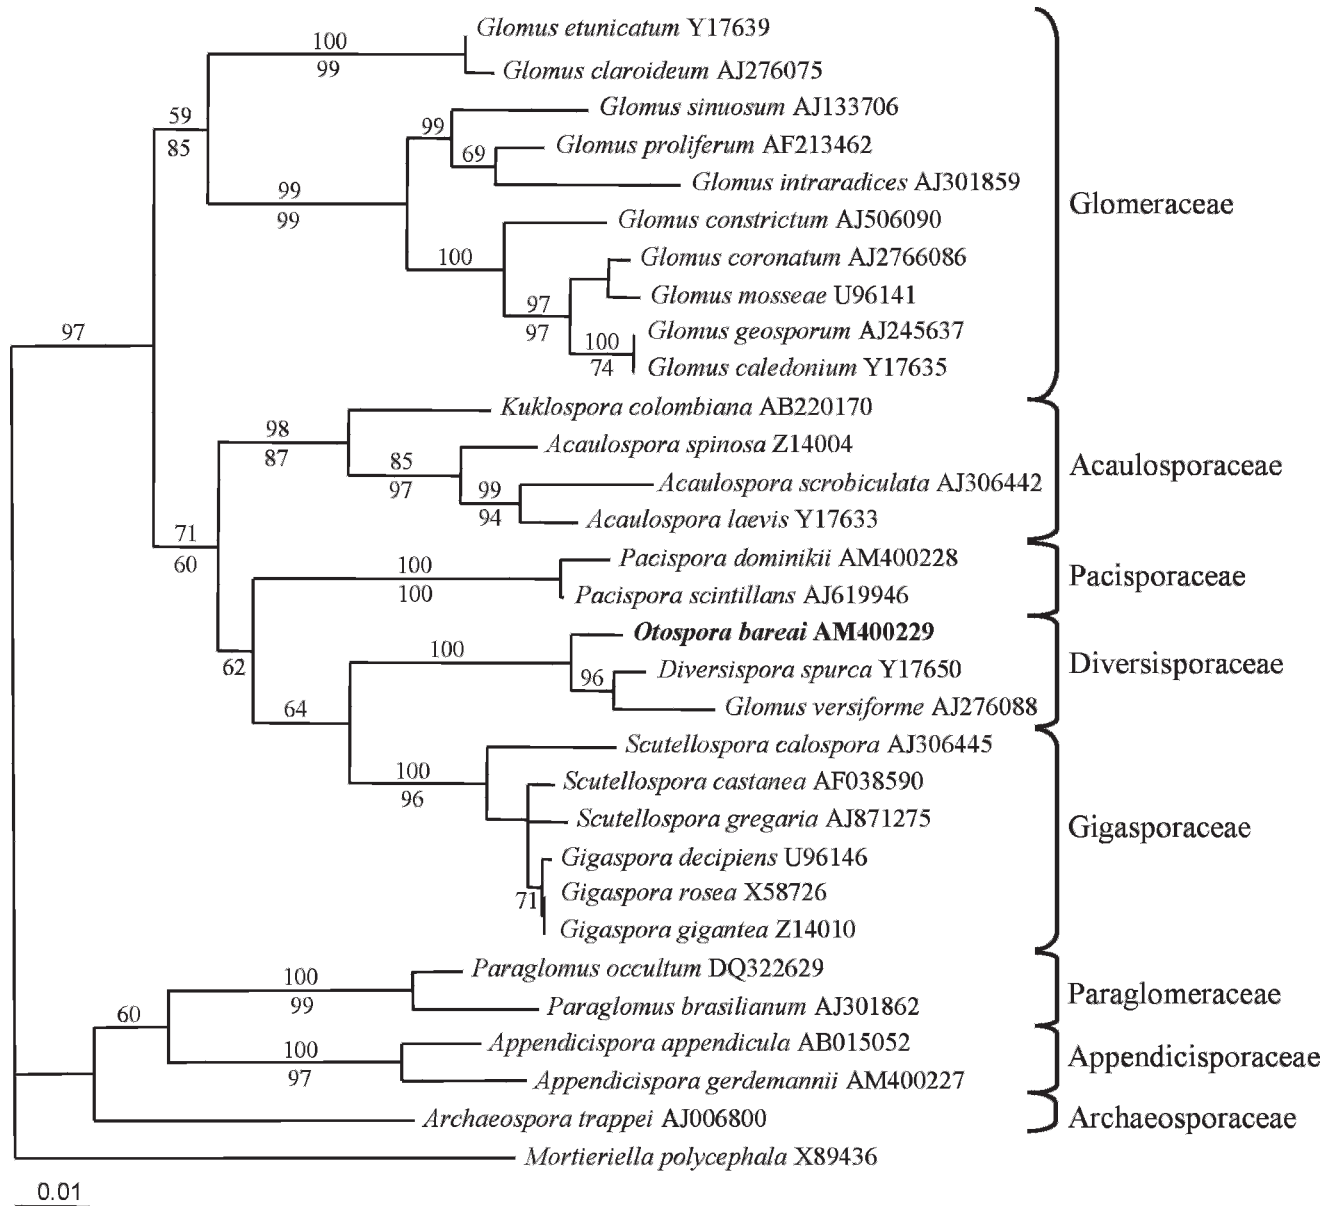 Glomus etunicatum Y17639
100
99
Glomus claroideum AJ276075
Glomus sinuosum AJ133706
59
99
85
Glomus proliferum AF213462
69
Glomus intraradices AJ301859
99
99
Glomeraceae
Glomus constrictum AJ506090
100
Glomus coronatum AJ2766086
Glomus mosseae U96141
97
97
97
Glomus geosporum AJ245637
100
74
Glomus caledonium Y17635
Kuklospora colombiana AB220170
98
87
Acaulospora spinosa Z14004
85
97
Acaulosporaceae
99
94
Acaulospora scrobiculata AJ306442
Acaulospora laevis Y17633
71
60
Pacispora dominikii AM400228
100
100
Pacisporaceae
Pacispora scintillans AJ619946
Otospora bareai AM400229
100
62
Diversispora spurca Y17650
96
Diversisporaceae
64
Glomus versiforme AJ276088
Scutellospora calospora AJ306445
100
96
Scutellospora castanea AF038590
Scutellospora gregaria AJ871275
Gigasporaceae
Gigaspora decipiens U96146
71
Gigaspora rosea X58726
Gigaspora gigantea Z14010
Paraglomus occultum DQ322629
100
99
Paraglomeraceae
Paraglomus brasilianum AJ301862
60
Appendicispora appendicula AB015052
100
97
Appendicisporaceae
Appendicispora gerdemannii AM400227
Archaeospora trappei AJ006800
Archaeosporaceae
Mortieriella polycephala X89436
0.01